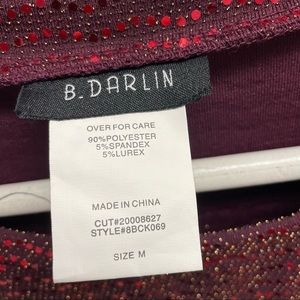 B.DARLIN
OVER FOR CARE
90%POLYESTER
5%SPANDEX
5%LUREX
MADE IN CHINA
CUT#20008627
STYLE#8BCK069
SIZE M